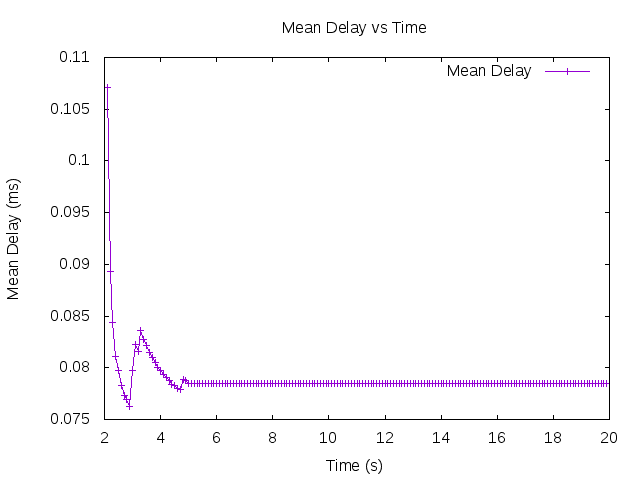 Mean Delay vs Time
Mean Delay
0.11
0.105
0.1
0.095
0.09
0.085
0.08
0.075
Mean Delay (ms)
2 4 6 8 10 12 14 16 18 20
Time (s)